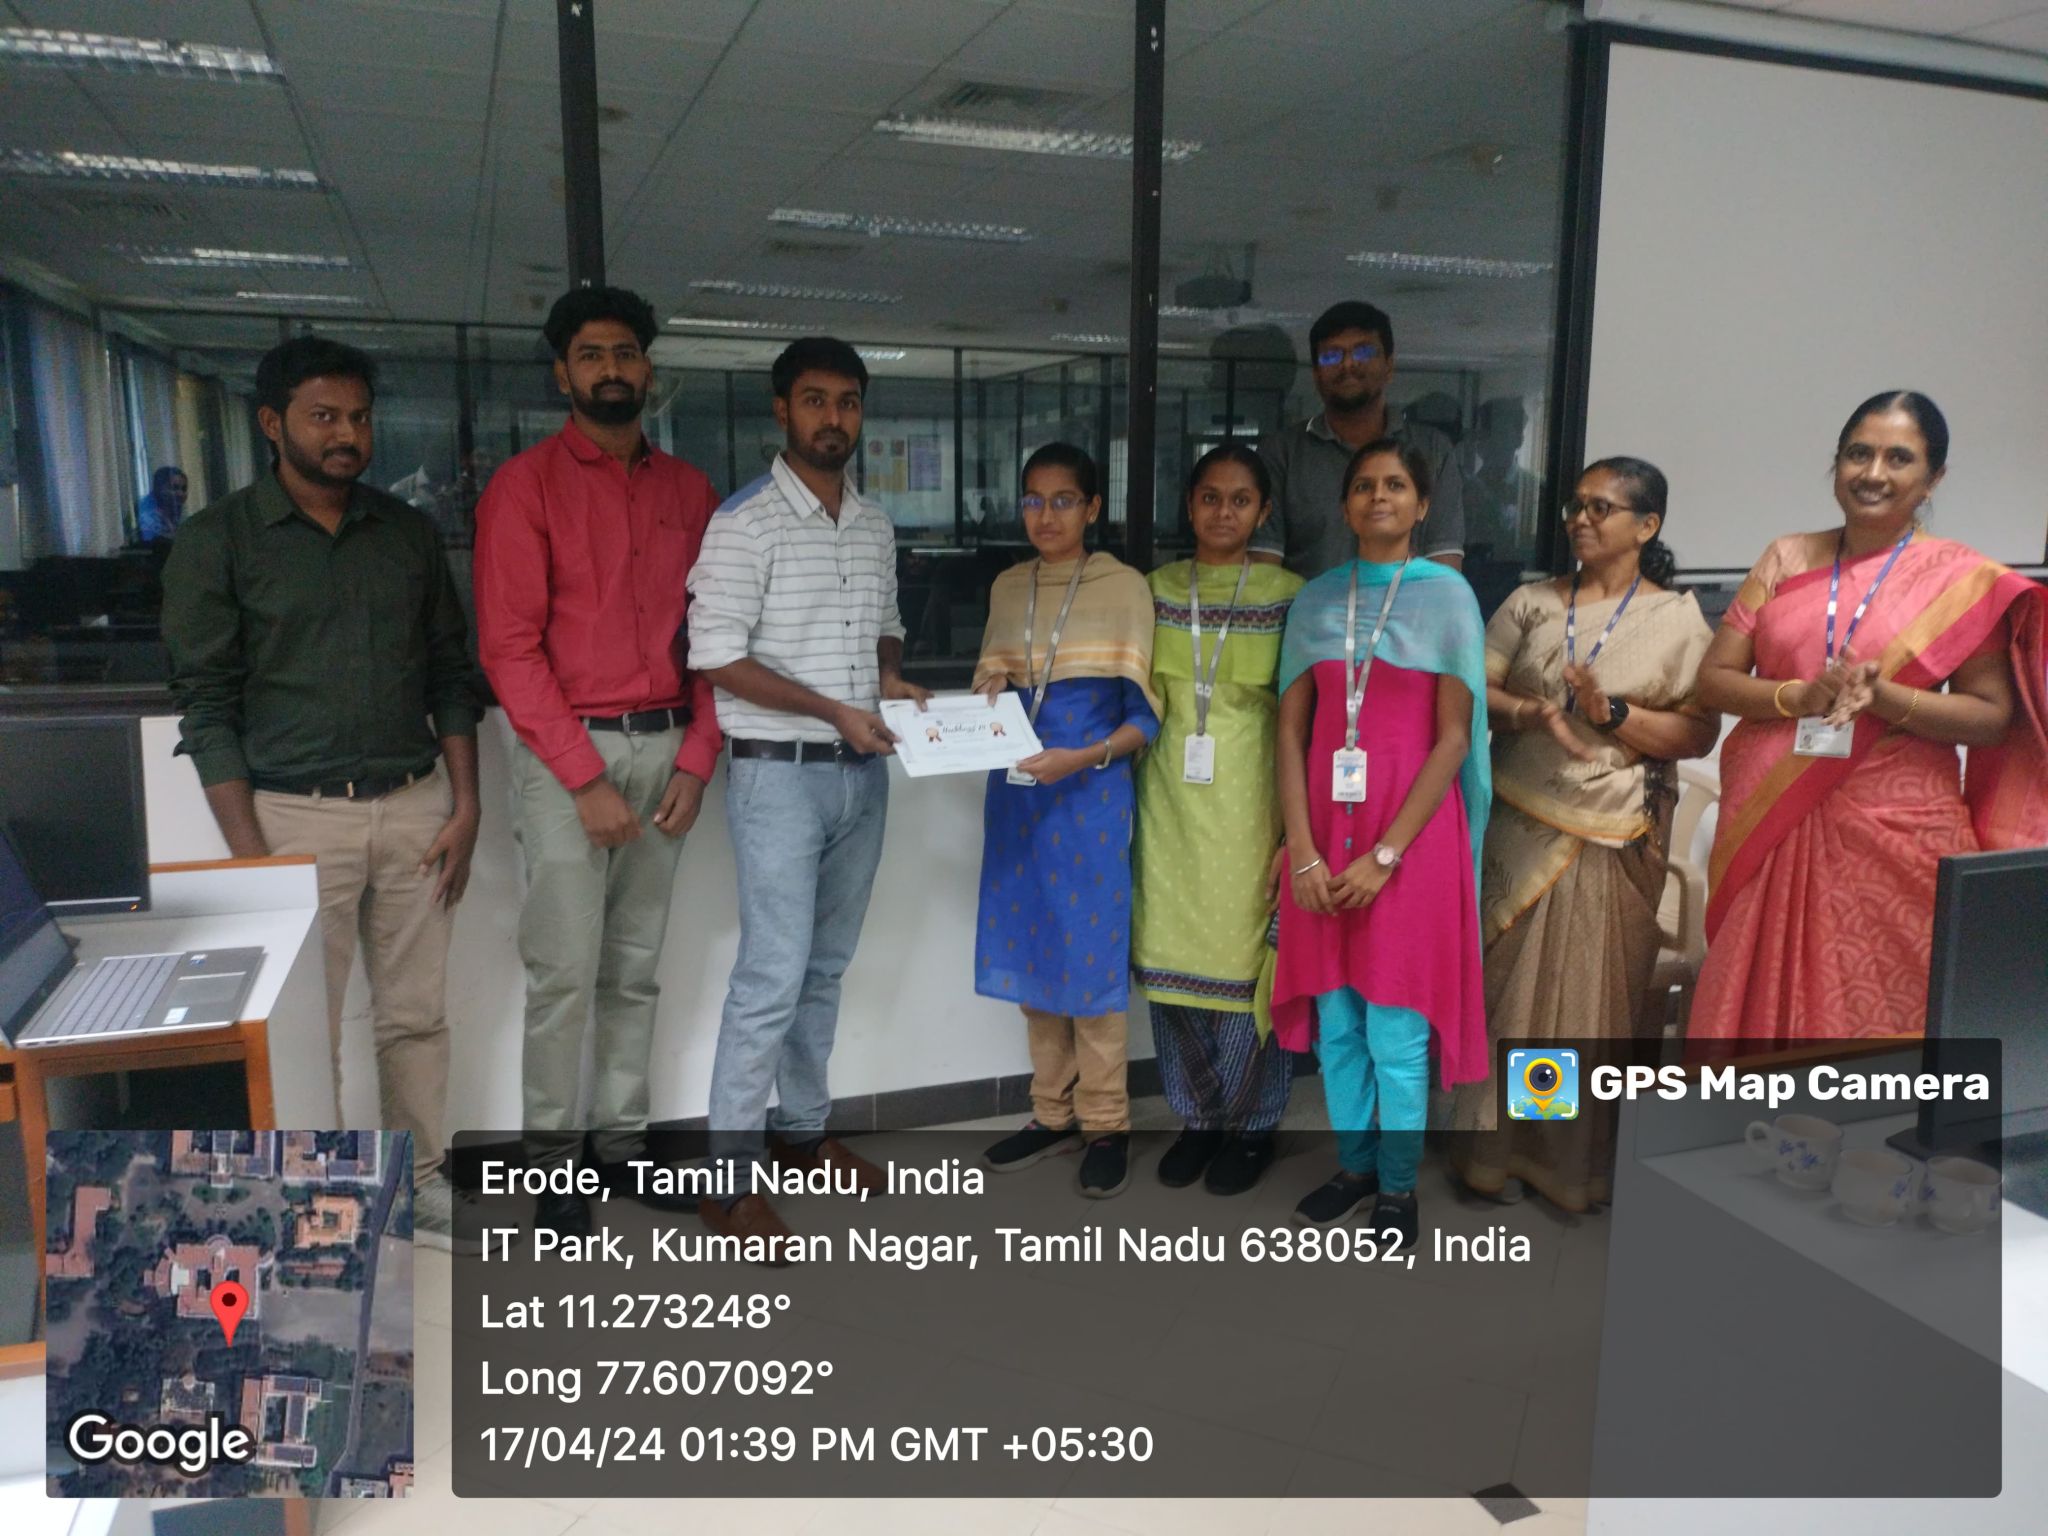 GPS Map Camera
Erode, Tamil Nadu, India
IT Park, Kumaran Nagar, Tamil Nadu 638052, India
Lat 11.273248°
Long 77.607092°
17/04/24 01:39 PM GMT +05:30
Google